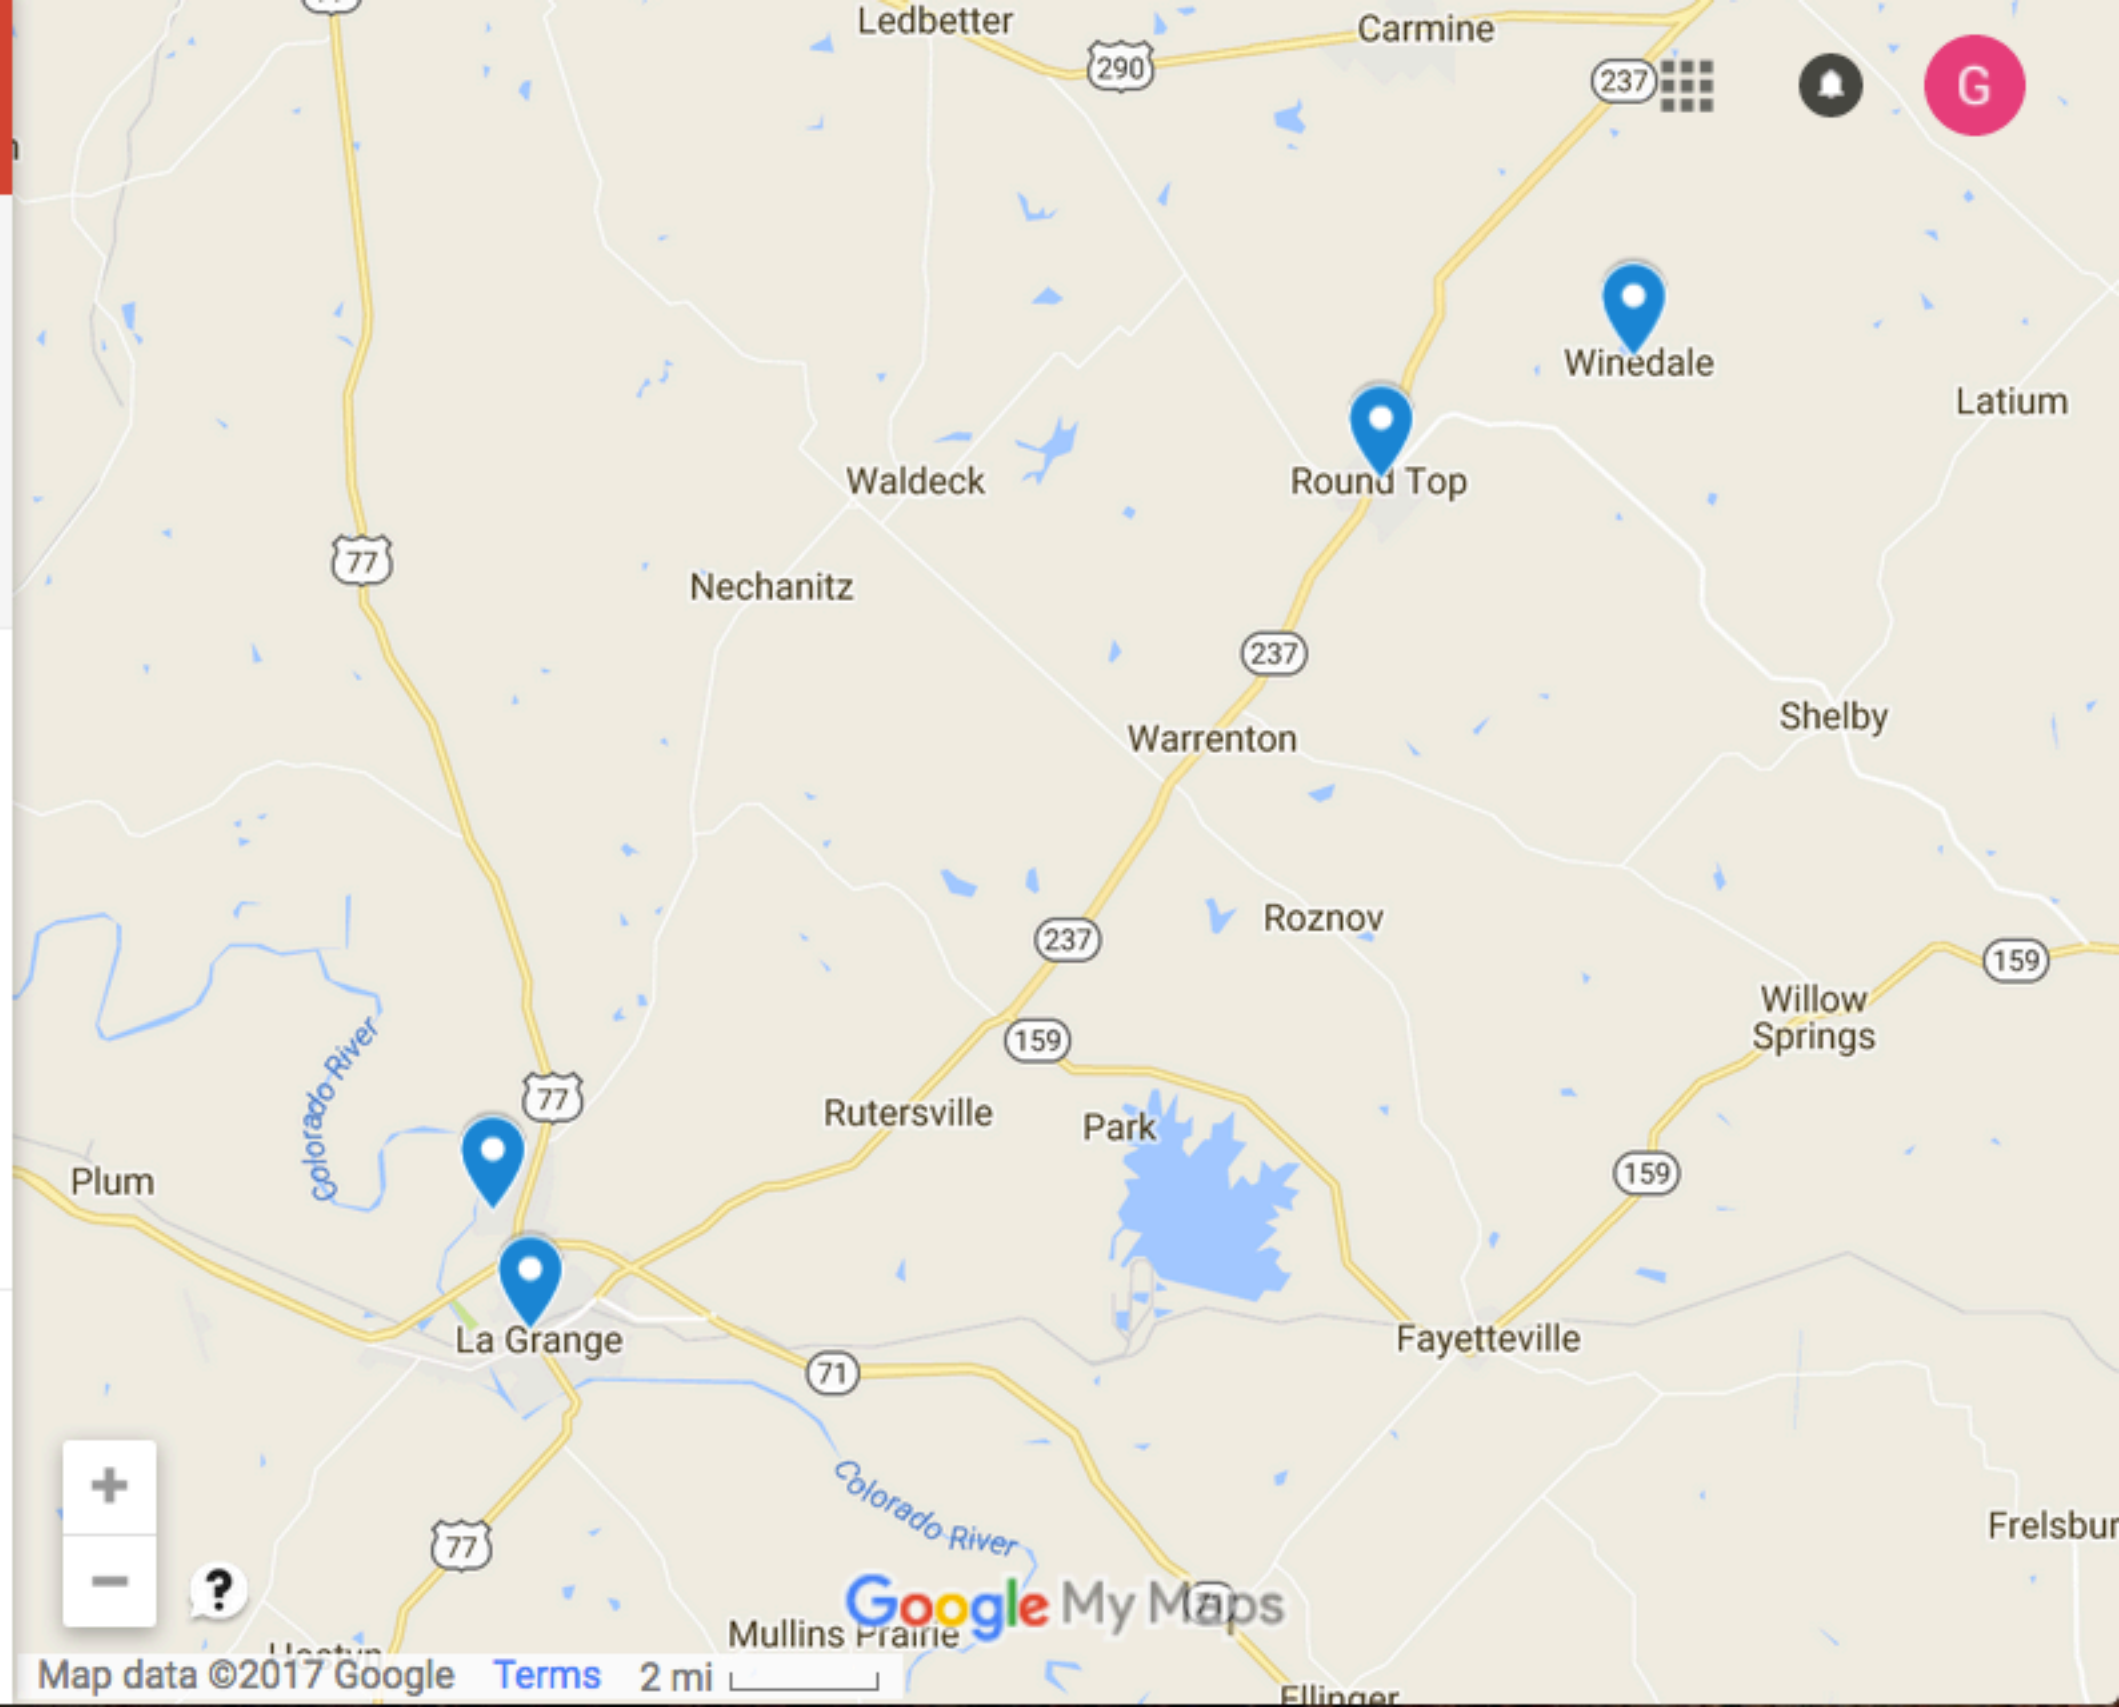 Ledbetter
Carmine
290
237
G
Winedale
Latium
Waldeck
Round Top
77
Nechanitz
237
Shelby
Warrenton
Roznov
237
159
Willow
Springs
159
Colorado River
77
Rutersville
Park
159
Plum
La Grange
Fayetteville
71
Colorado River
Frelsbur
77
?
Google My Maps
Mullins Prairie
Map data ©2017 Google Terms 2 mi
Ellinger